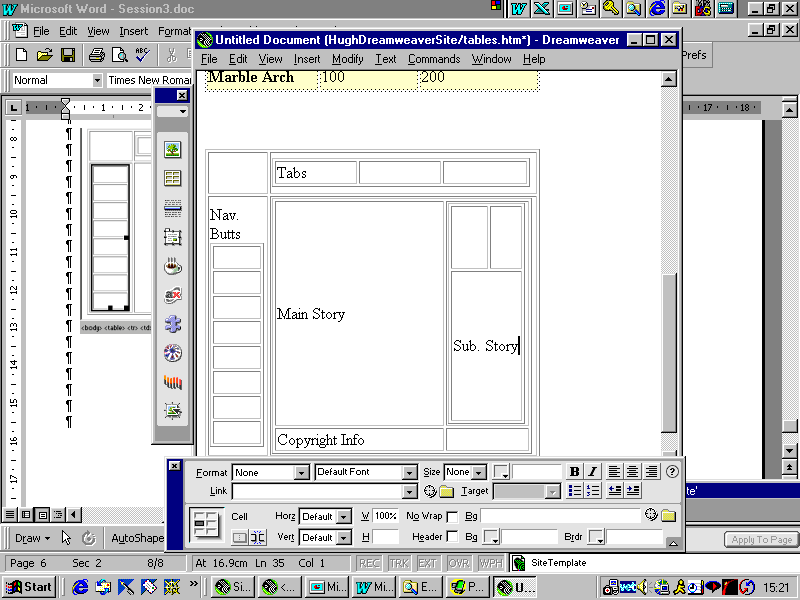 Microsoft Word - Session3.doc
File Edit View Insert Format
Normal Times New Roman
Prefs
Untitled Document (HughDreamweaverSite/tables.htm*) - Dreamweaver
File Edit View Insert Modify Text Commands Window Help
Marble Arch 100 200
Tabs
Nav.
Butts
Main Story
Sub. Story
Copyright Info
<body> <table> <tr> <td>
Format None Default Font Size None B I
Link Target
Cell Horz Default W 100% No Wrap Bg
Vert Default H Header Bg Brdr
Draw AutoShape
Apply To Page
Page 6 Sec 2 8/8 At 16.9cm Ln 35 Col 1 REC TRK EXT OVR WPH SiteTemplate
Start Si... <... Mi... Mi... E... P... U... 15:21